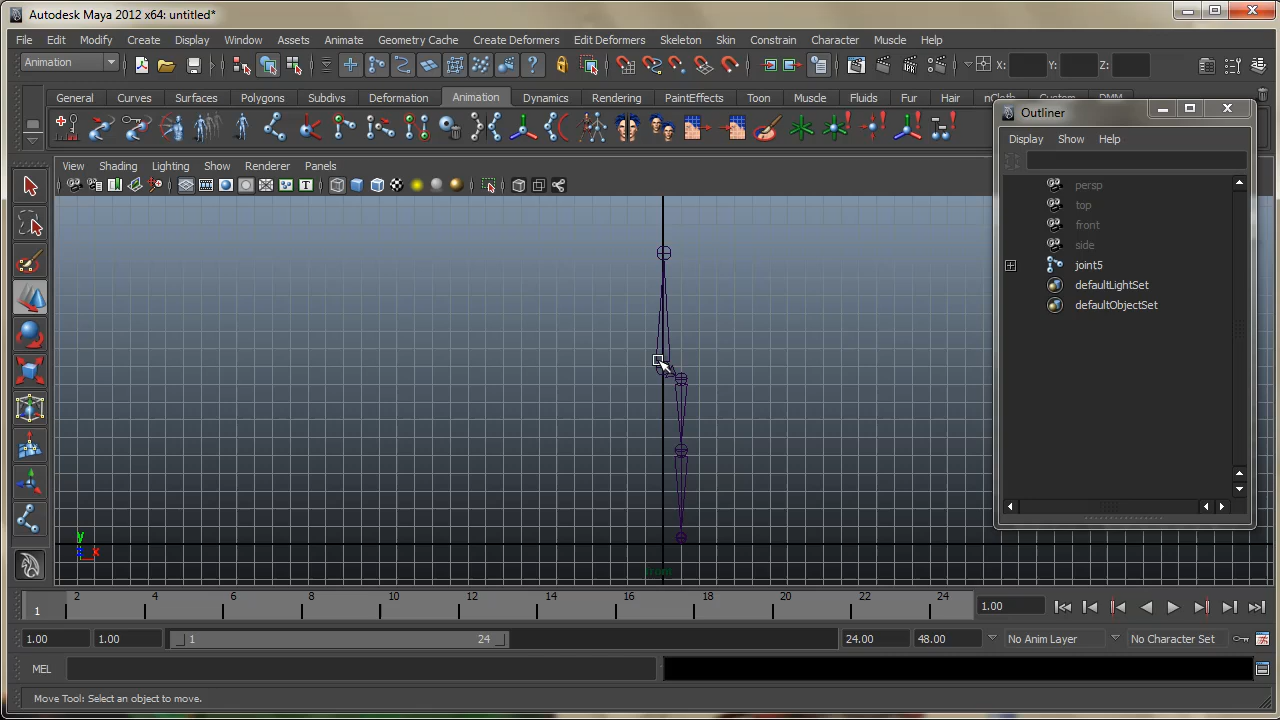 Autodesk Maya 2012 x64: untitled*
File Edit Modify Create Display Window Assets Animate Geometry Cache Create Deformers Edit Deformers Skeleton Skin Constrain Character Muscle Help
Animation X: Y: Z:
General Curves Surfaces Polygons Subdivs Deformation Animation Dynamics Rendering PaintEffects Toon Muscle Fluids Fur Hair nCloth Custom DMM
View Shading Lighting Show Renderer Panels
Outliner
Display Show Help
persp
top
front
side
joint5
defaultLightSet
defaultObjectSet
y
z x
front
1 2 4 6 8 10 12 14 16 18 20 22 24 1.00
1.00 1.00 1 24 24.00 48.00 No Anim Layer No Character Set
MEL
Move Tool: Select an object to move.